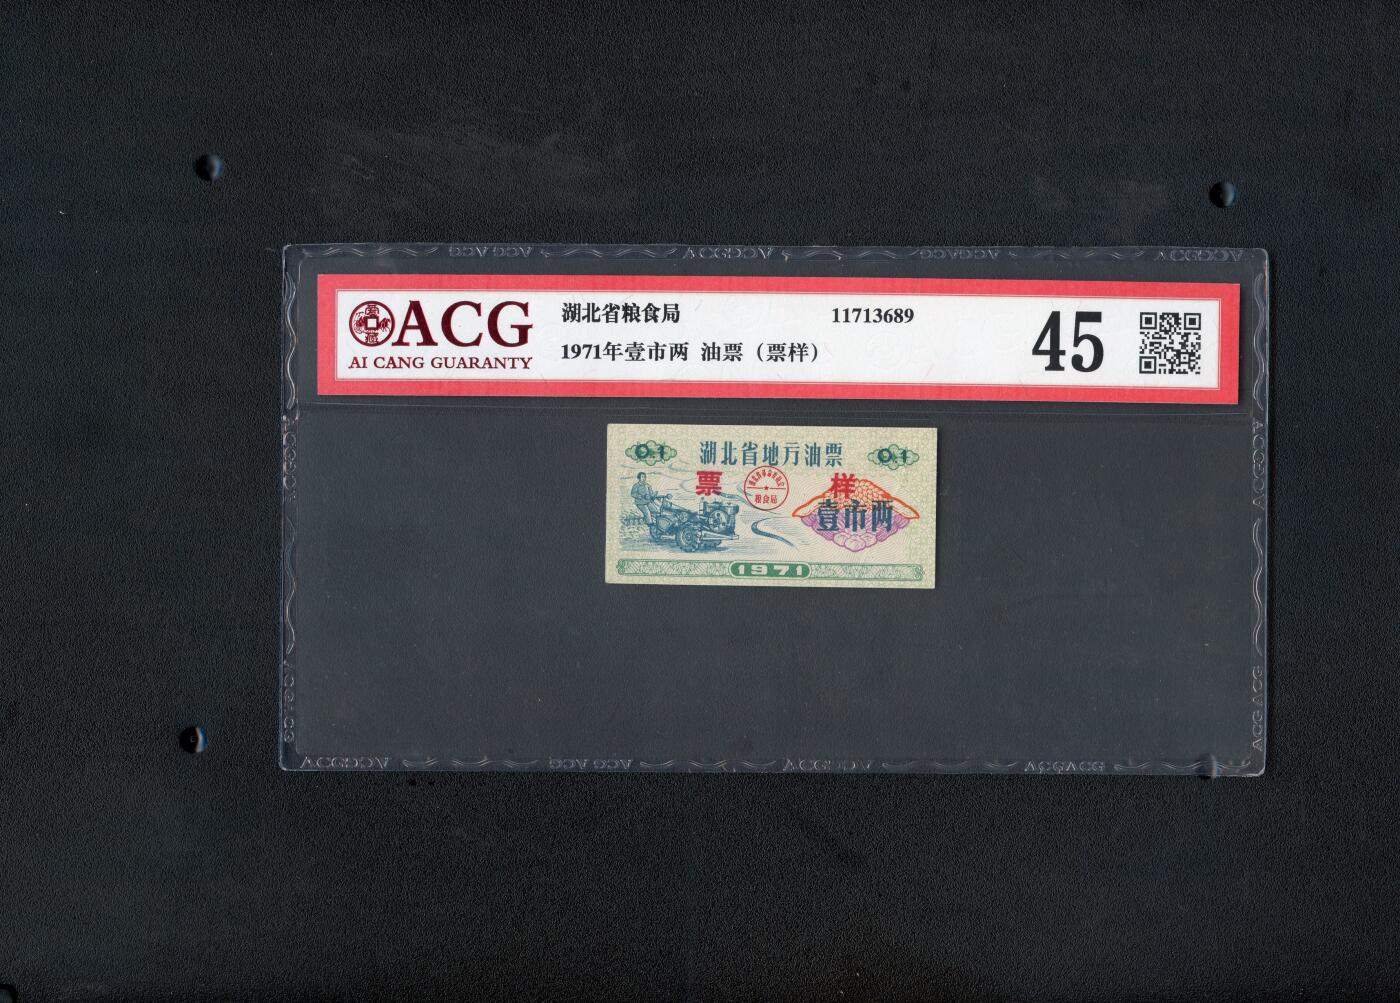 ACG
AI CANG GUARANTY
湖北省粮食局
11713689
1971年壹市两 油票（票样）
45
0.1
湖北省地方油票
0.1
票 样
粮食局
壹市两
1971